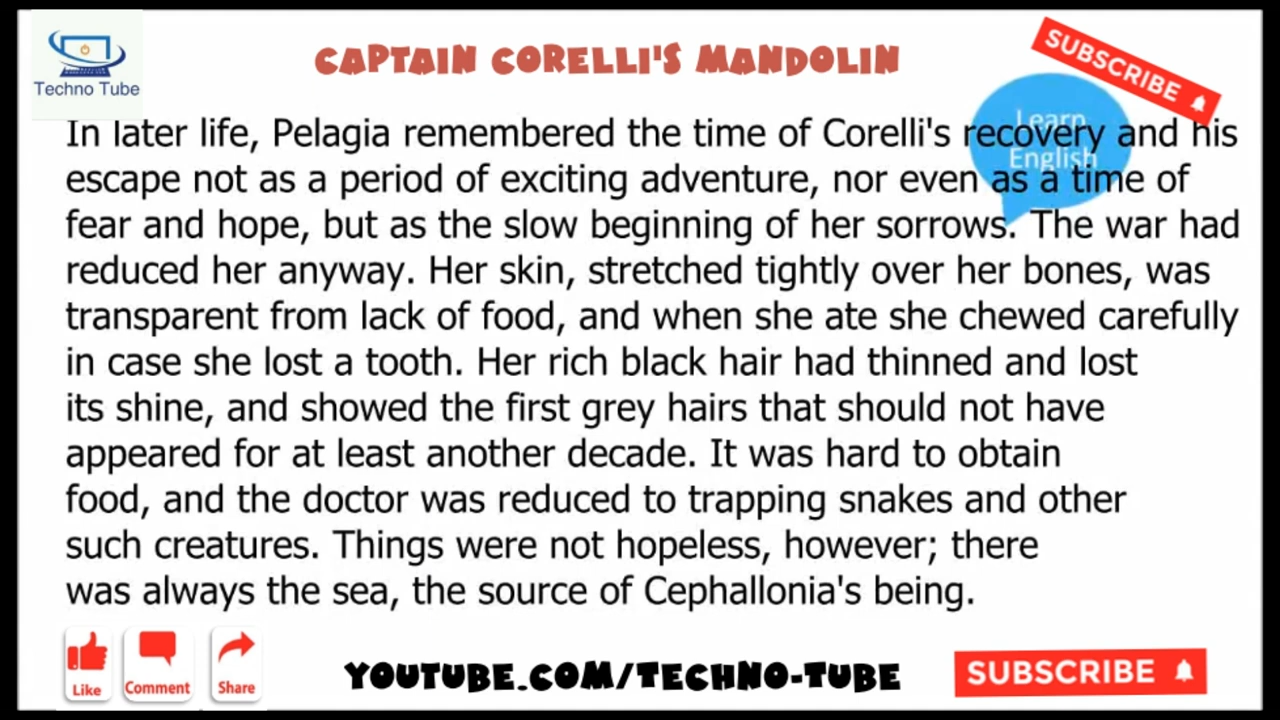 CAPTAIN CORELLI'S MANDOLIN
SUBSCRIBE
Techno Tube
Learn
English
In later life, Pelagia remembered the time of Corelli's recovery and his
escape not as a period of exciting adventure, nor even as a time of
fear and hope, but as the slow beginning of her sorrows. The war had
reduced her anyway. Her skin, stretched tightly over her bones, was
transparent from lack of food, and when she ate she chewed carefully
in case she lost a tooth. Her rich black hair had thinned and lost
its shine, and showed the first grey hairs that should not have
appeared for at least another decade. It was hard to obtain
food, and the doctor was reduced to trapping snakes and other
such creatures. Things were not hopeless, however; there
was always the sea, the source of Cephallonia's being.
Like
Comment
Share
YOUTUBE.COM/TECHNO-TUBE
SUBSCRIBE